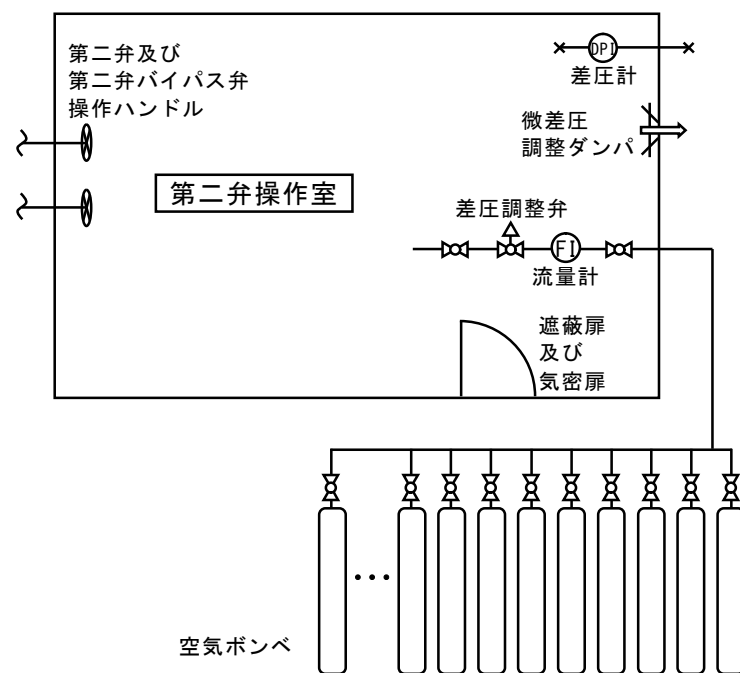 第二弁及び
第二弁バイパス弁
操作ハンドル
DPI
差圧計
微差圧
調整ダンパ
第二弁操作室
差圧調整弁
FI
流量計
遮蔽扉
及び
気密扉
空気ボンベ